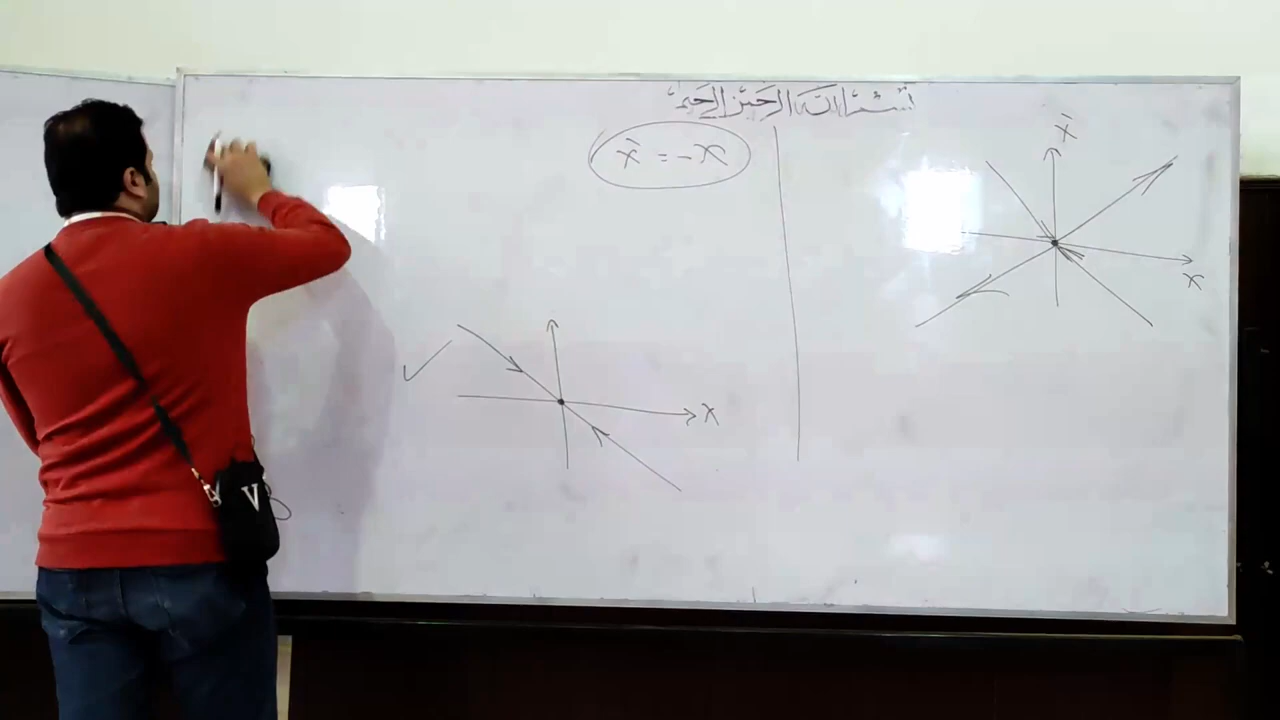 بسم الله الرحمن الرحيم
ẋ = -x
ẋ
x
x
V